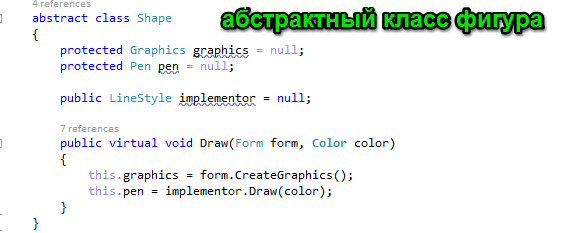 4 references
abstract class Shape
абстрактный класс фигура
{
protected Graphics graphics = null;
protected Pen pen = null;
public LineStyle implementor = null;
7 references
public virtual void Draw(Form form, Color color)
{
this.graphics = form.CreateGraphics();
this.pen = implementor.Draw(color);
}
}